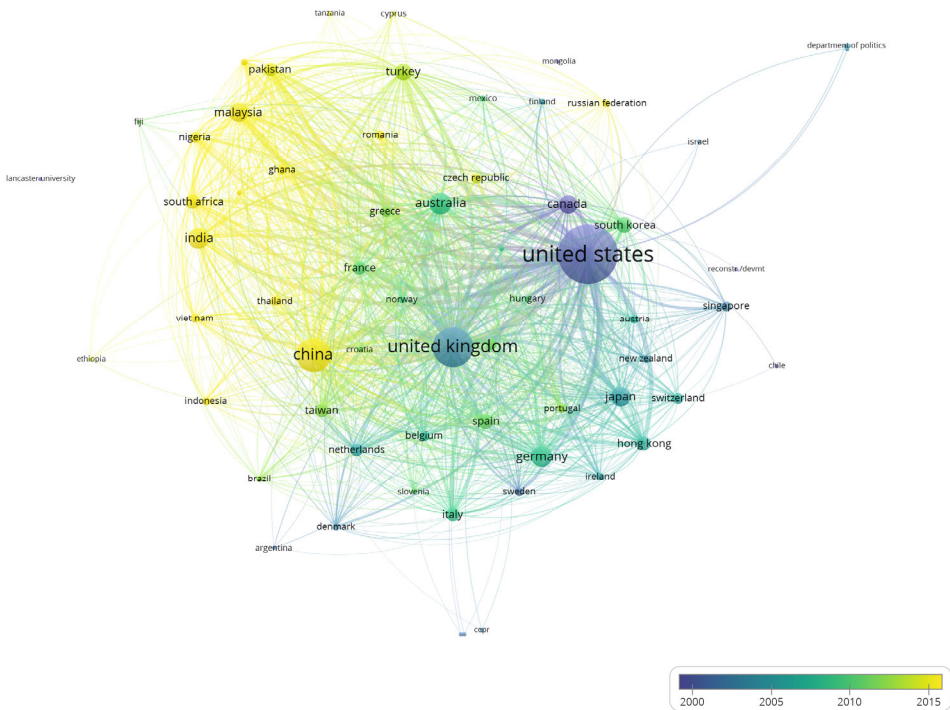 tanzania
cyprus
department of politics
mongolia
pakistan
turkey
mexico
finland
russian federation
malaysia
fiji
nigeria
romania
israel
ghana
czech republic
lancaster university
south africa
australia
canada
greece
south korea
india
united states
france
reconstn./devmt
norway
hungary
thailand
singapore
viet nam
austria
united kingdom
china
croatia
ethiopia
new zealand
chile
indonesia
japan
switzerland
taiwan
portugal
spain
belgium
hong kong
netherlands
germany
brazil
ireland
slovenia
sweden
italy
denmark
argentina
copr
2000
2005
2010
2015